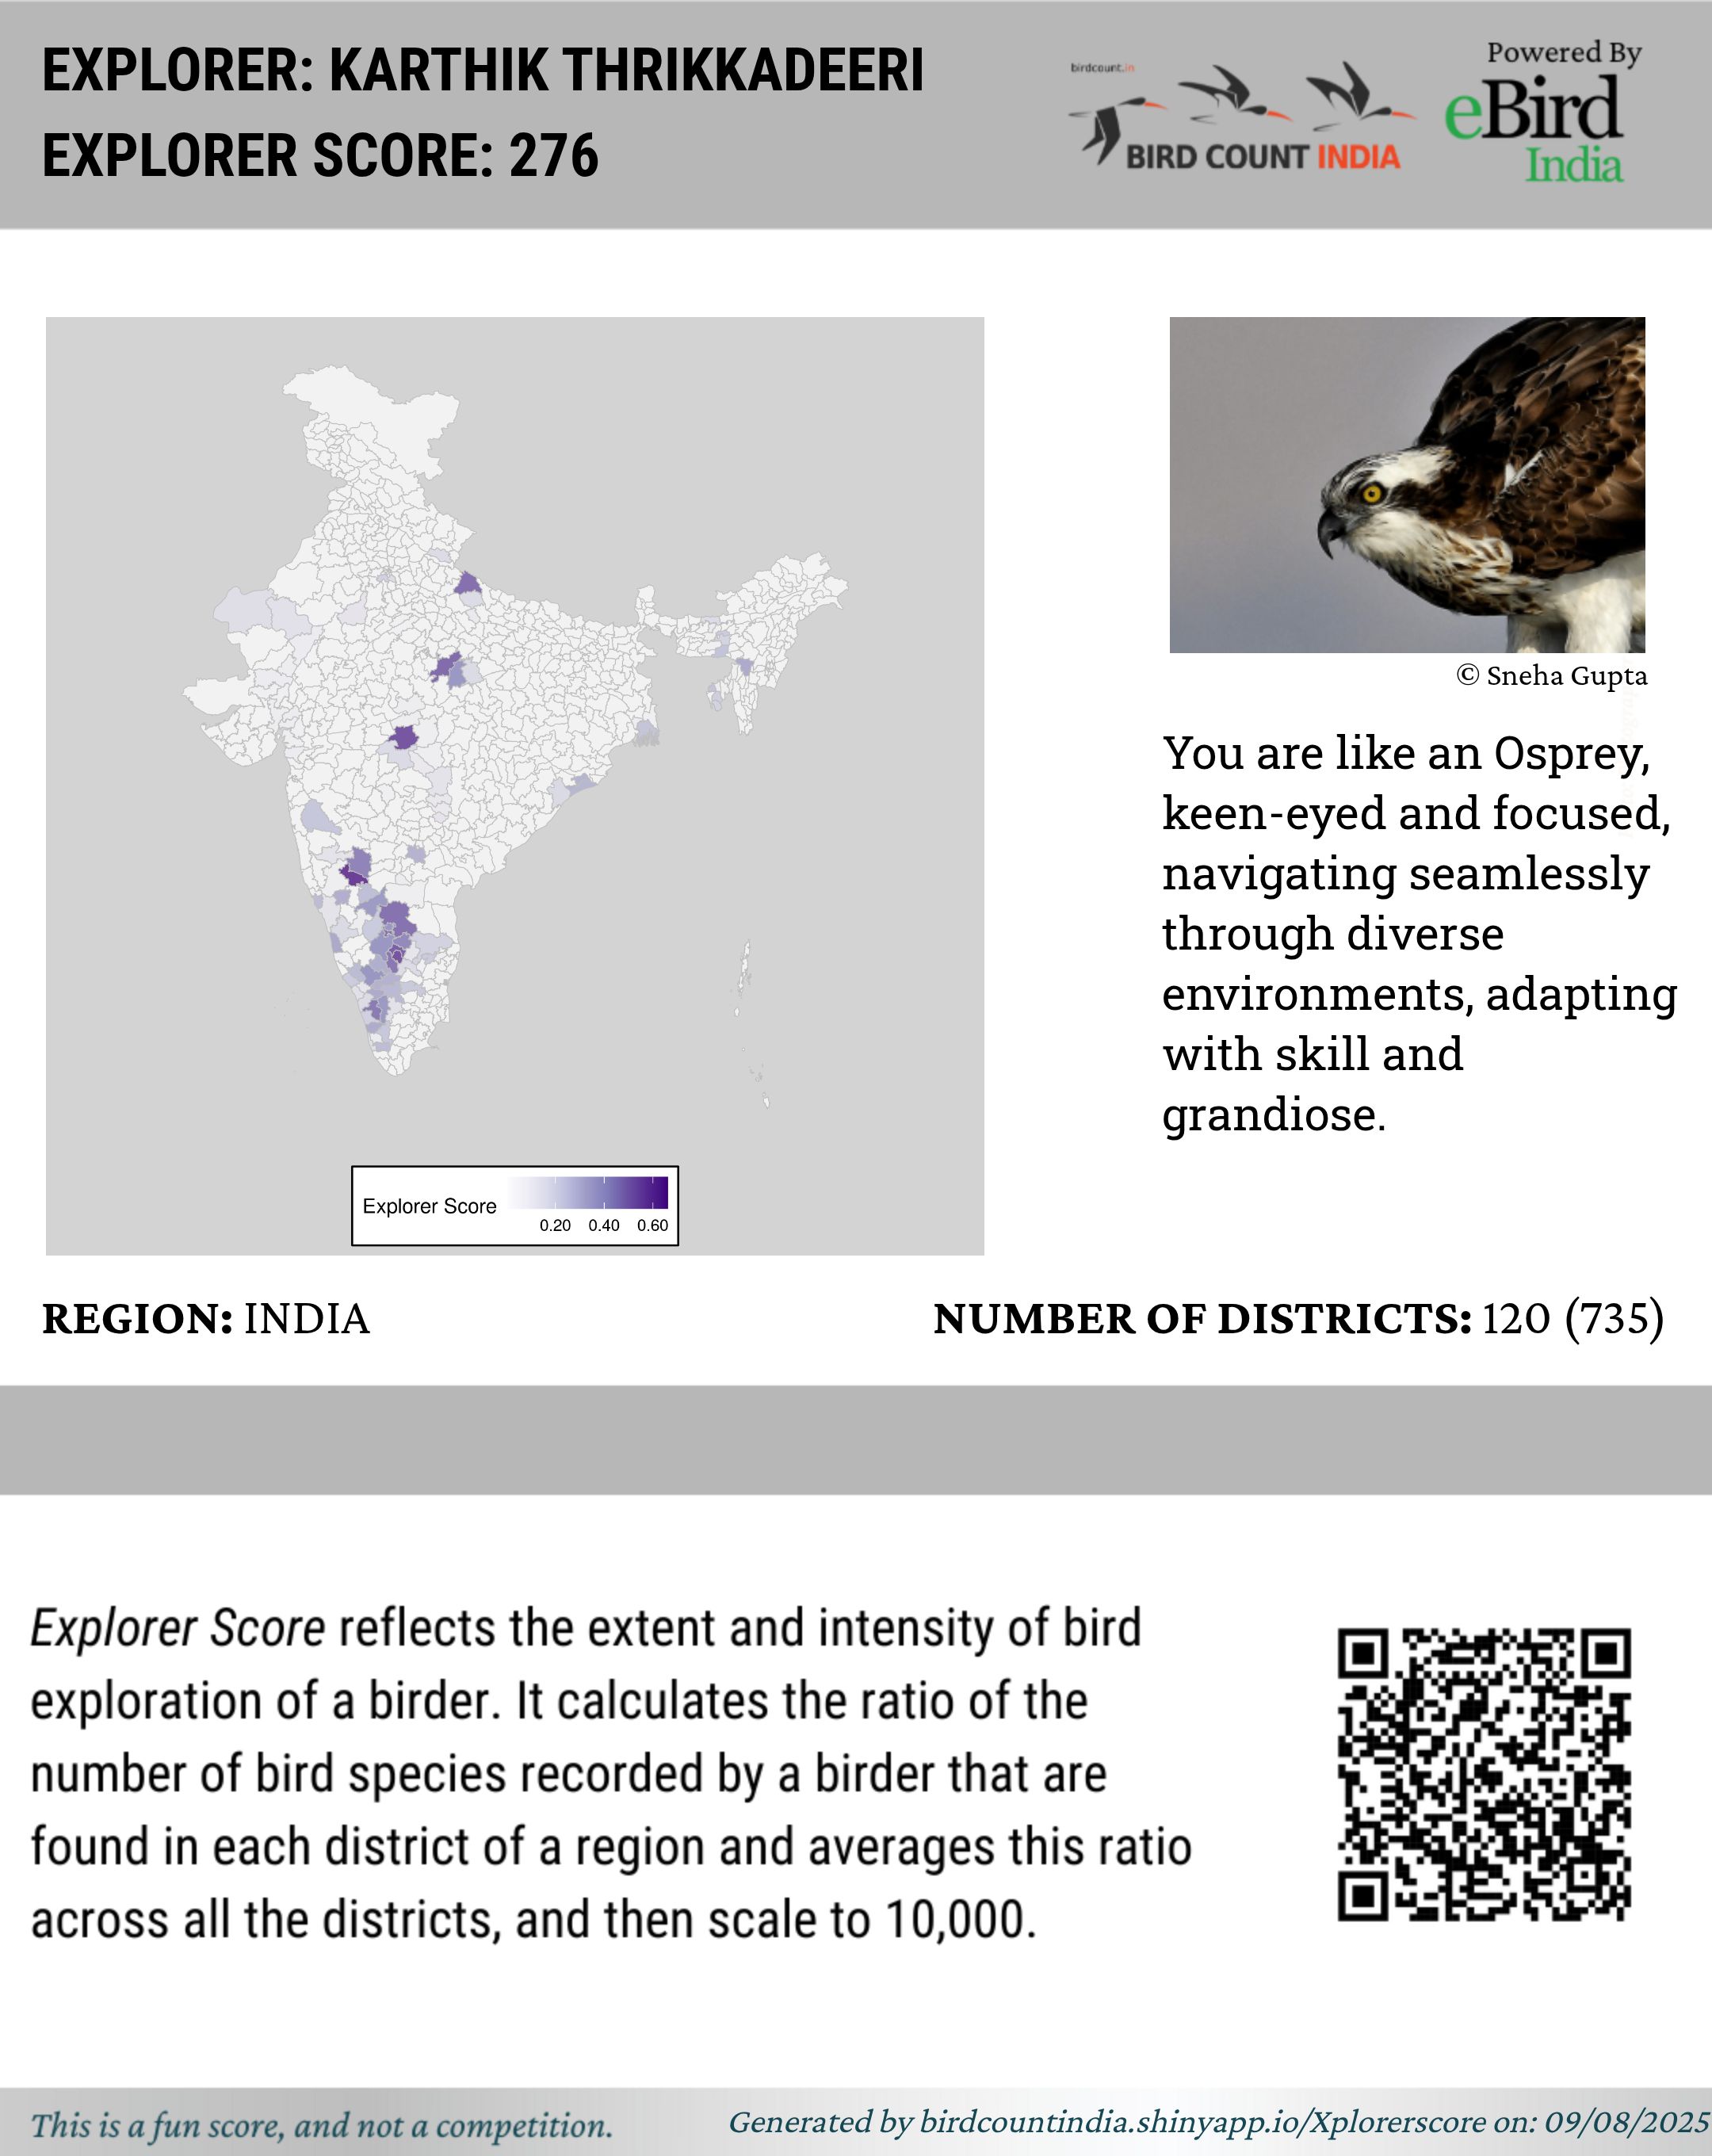 EXPLORER: KARTHIK THRIKKADEERI
EXPLORER SCORE: 276
birdcount.in
BIRD COUNT INDIA
Powered By
eBird
India
© Sneha Gupta
You are like an Osprey,
keen-eyed and focused,
navigating seamlessly
through diverse
environments, adapting
with skill and
grandiose.
Explorer Score
0.20 0.40 0.60
REGION: INDIA
NUMBER OF DISTRICTS: 120 (735)
Explorer Score reflects the extent and intensity of bird
exploration of a birder. It calculates the ratio of the
number of bird species recorded by a birder that are
found in each district of a region and averages this ratio
across all the districts, and then scale to 10,000.
This is a fun score, and not a competition.
Generated by birdcountindia.shinyapp.io/Xplorerscore on: 09/08/2025